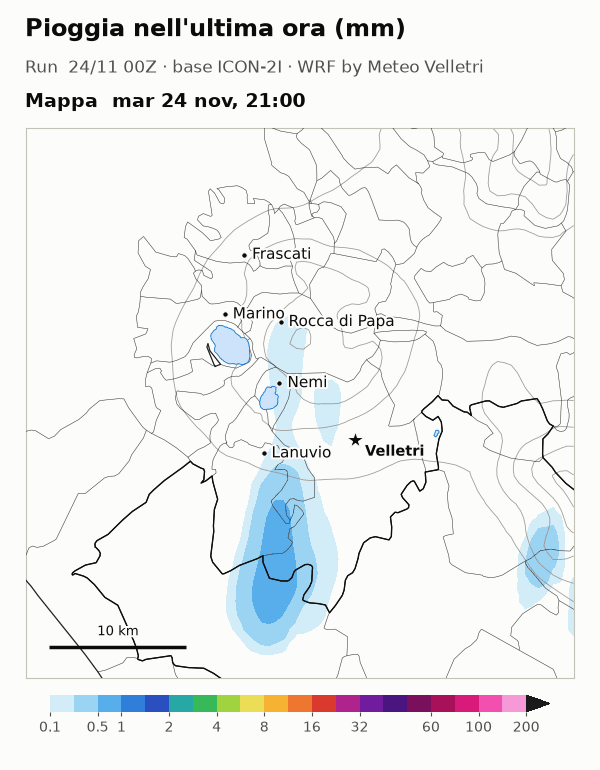 Pioggia nell'ultima ora (mm)
Run  24/11 00Z · base ICON-2I · WRF by Meteo Velletri
Mappa  mar 24 nov, 21:00
Frascati
Marino
Rocca di Papa
Nemi
Velletri
Lanuvio
10 km
0.1 0.5 1 2 4 8 16 32 60 100 200